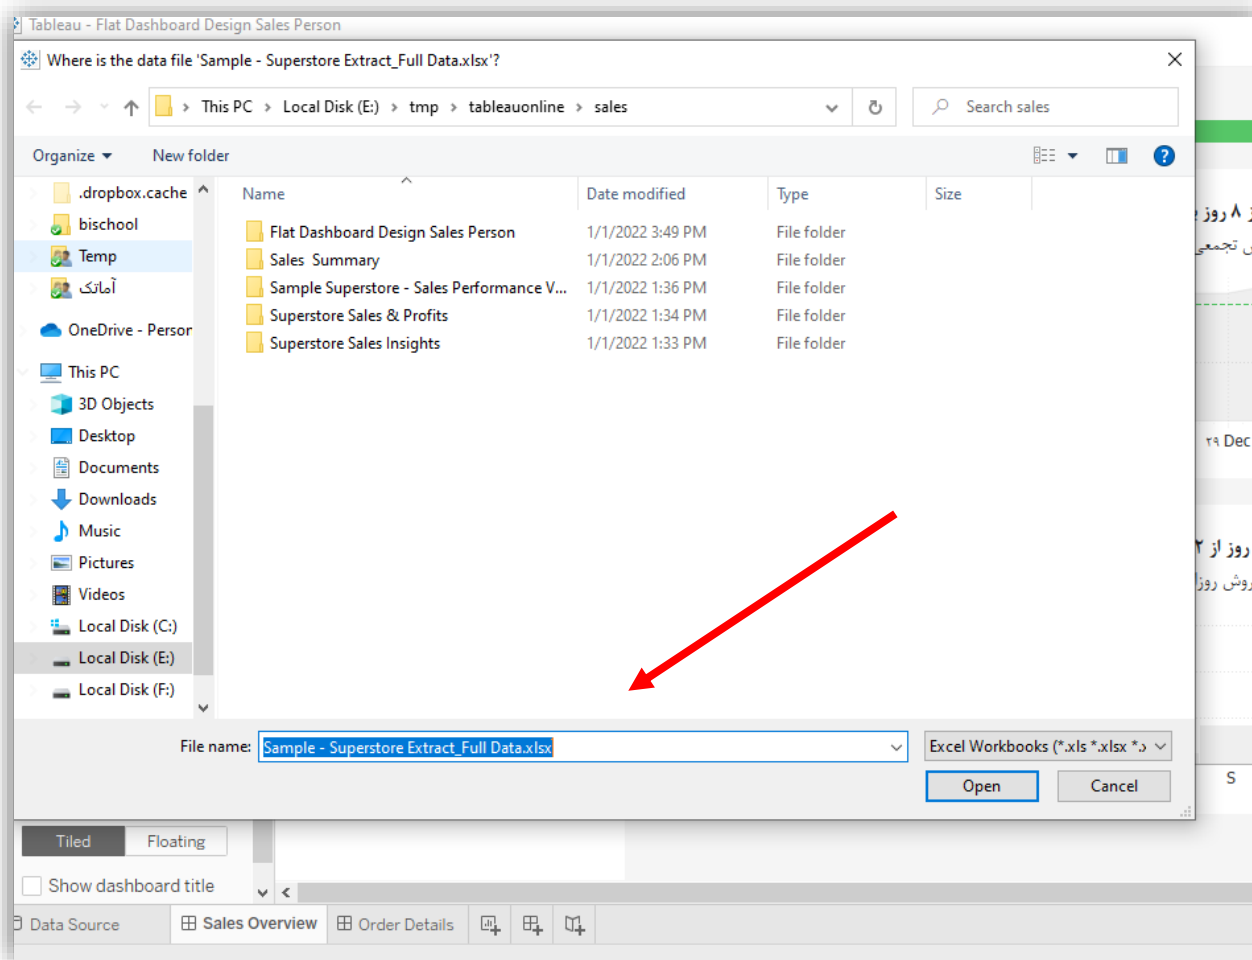 Tableau - Flat Dashboard Design Sales Person
Where is the data file 'Sample - Superstore Extract_Full Data.xlsx'?
This PC > Local Disk (E:) > tmp > tableauonline > sales
Search sales
Organize
New folder
Name Date modified Type Size
Flat Dashboard Design Sales Person 1/1/2022 3:49 PM File folder
Sales Summary 1/1/2022 2:06 PM File folder
Sample Superstore - Sales Performance V... 1/1/2022 1:36 PM File folder
Superstore Sales & Profits 1/1/2022 1:34 PM File folder
Superstore Sales Insights 1/1/2022 1:33 PM File folder
.dropbox.cache
bischool
Temp
آماتک
OneDrive - Person
This PC
3D Objects
Desktop
Documents
Downloads
Music
Pictures
Videos
Local Disk (C:)
Local Disk (E:)
Local Disk (F:)
۸ روز
تجمعی
۲۹ Dec
روز از ۲
File name: Sample - Superstore Extract_Full Data.xlsx
Excel Workbooks (*.xls *.xlsx *.
Open Cancel
S
Tiled Floating
Show dashboard title
Data Source Sales Overview Order Details